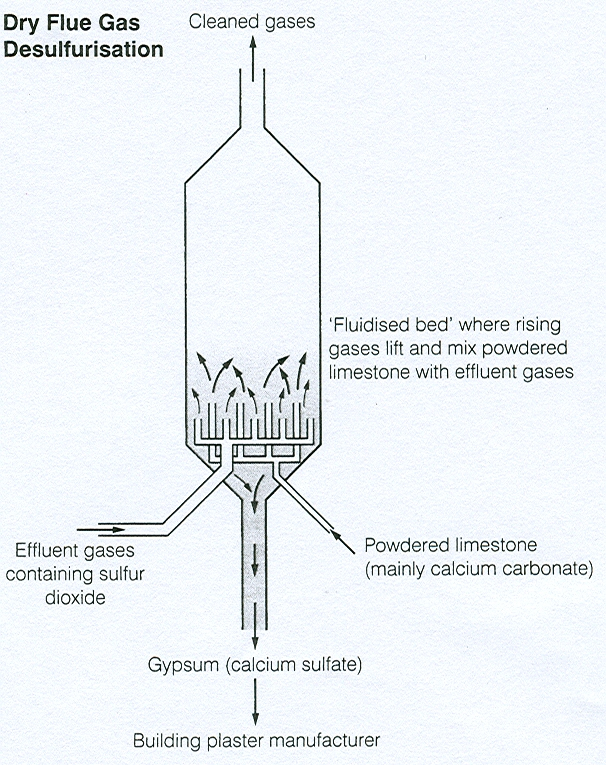 Dry Flue Gas
Desulfurisation
Cleaned gases
'Fluidised bed' where rising
gases lift and mix powdered
limestone with effluent gases
Effluent gases
containing sulfur
dioxide
Powdered limestone
(mainly calcium carbonate)
Gypsum (calcium sulfate)
Building plaster manufacturer